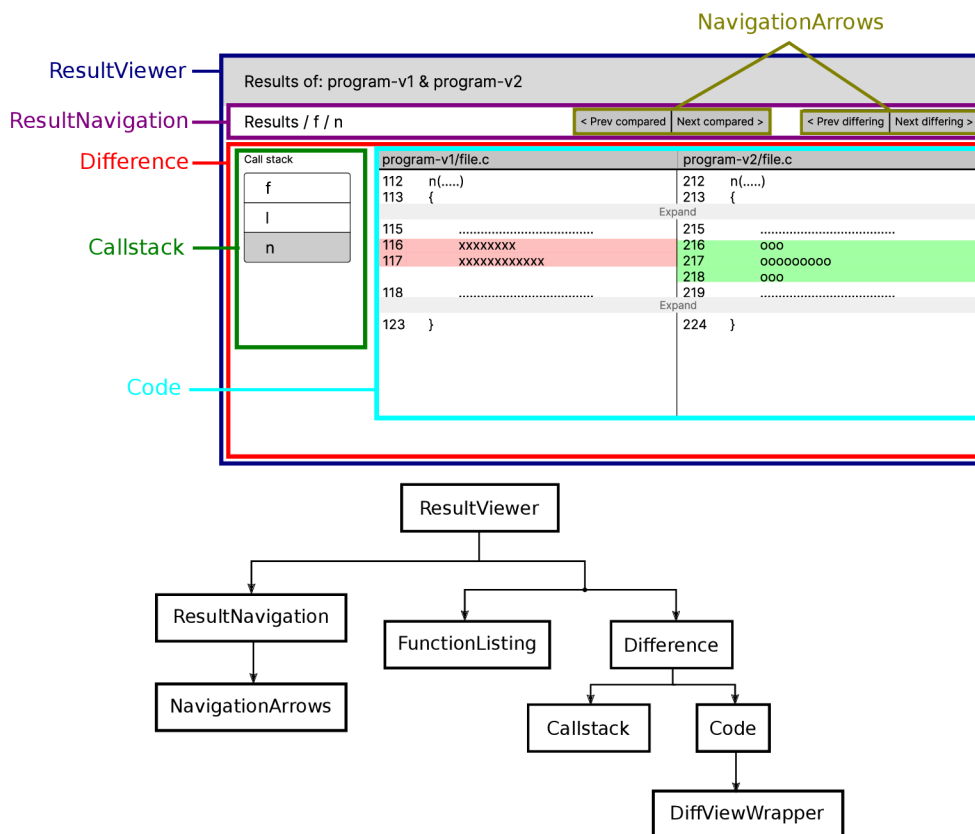 NavigationArrows
ResultViewer
Results of: program-v1 & program-v2
ResultNavigation
Results / f / n
< Prev compared
Next compared >
< Prev differing
Next differing >
Difference
Call stack
f
l
n
Callstack
program-v1/file.c
program-v2/file.c
112 n(.....)
212 n(.....)
113 {
213 {
Expand
115 ....................................
215 ....................................
116 xxxxxxxx
216 ooo
117 xxxxxxxxxxxx
217 ooooooooo
218 ooo
118 ....................................
219 ....................................
Expand
123 }
224 }
Code
ResultViewer
ResultNavigation
FunctionListing
Difference
NavigationArrows
Callstack
Code
DiffViewWrapper